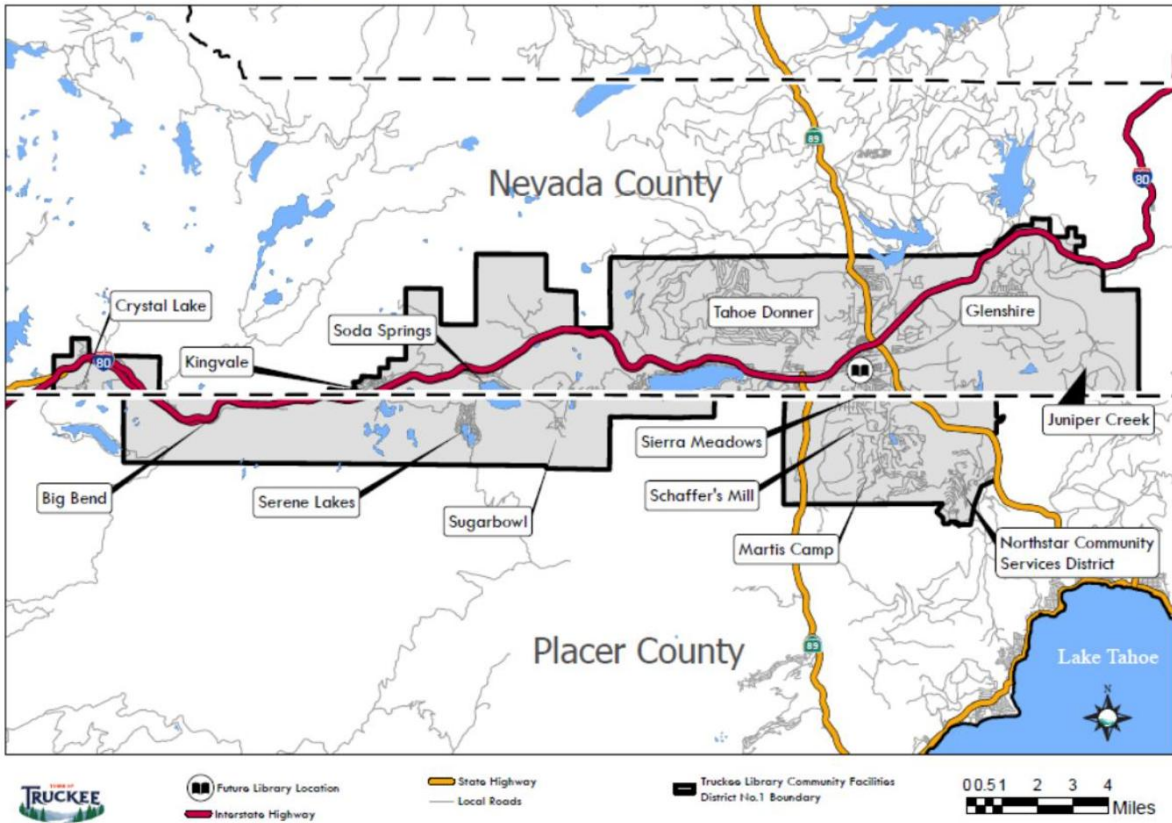 89
Nevada County
80
Crystal Lake
Soda Springs
Tahoe Donner
Glenshire
80
Kingvale
Juniper Creek
Sierra Meadows
Big Bend
Serene Lakes
Schaffer's Mill
Sugarbowl
Martis Camp
Northstar Community
Services District
Placer County
89
Lake Tahoe
N
TOWN OF
TRUCKEE
Future Library Location
Interstate Highway
State Highway
Local Roads
Truckee Library Community Facilities
District No.1 Boundary
0 0.5 1 2 3 4
Miles